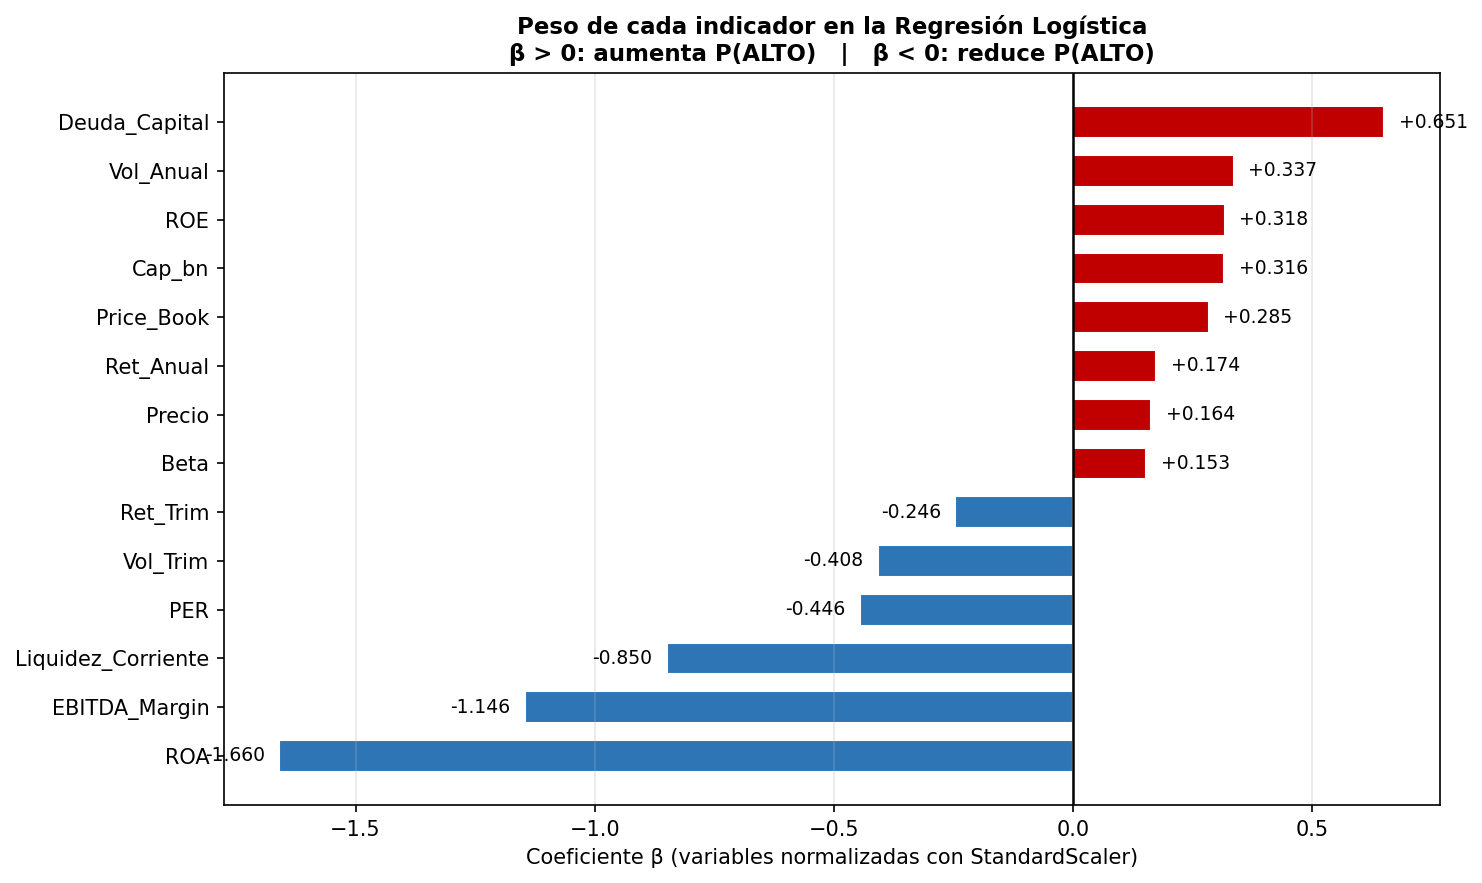 Peso de cada indicador en la Regresión Logística
β > 0: aumenta P(ALTO) | β < 0: reduce P(ALTO)
Deuda_Capital +0.651
Vol_Anual +0.337
ROE +0.318
Cap_bn +0.316
Price_Book +0.285
Ret_Anual +0.174
Precio +0.164
Beta +0.153
Ret_Trim -0.246
Vol_Trim -0.408
PER -0.446
Liquidez_Corriente -0.850
EBITDA_Margin -1.146
ROA -1.660
−1.5 −1.0 −0.5 0.0 0.5
Coeficiente β (variables normalizadas con StandardScaler)